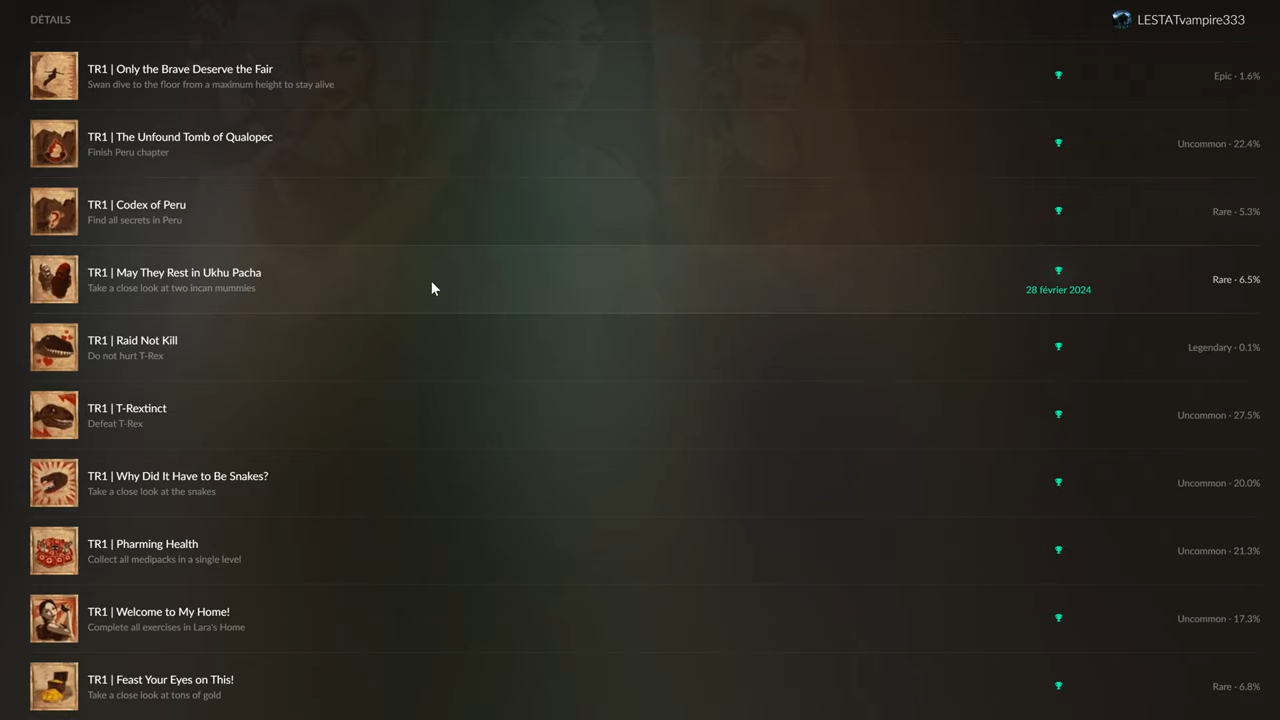 DÉTAILS
LESTATvampire333
TR1 | Only the Brave Deserve the Fair
Swan dive to the floor from a maximum height to stay alive
Epic · 1.6%
TR1 | The Unfound Tomb of Qualopec
Finish Peru chapter
Uncommon · 22.4%
TR1 | Codex of Peru
Find all secrets in Peru
Rare · 5.3%
TR1 | May They Rest in Ukhu Pacha
Take a close look at two incan mummies
28 février 2024
Rare · 6.5%
TR1 | Raid Not Kill
Do not hurt T-Rex
Legendary · 0.1%
TR1 | T-Rextinct
Defeat T-Rex
Uncommon · 27.5%
TR1 | Why Did It Have to Be Snakes?
Take a close look at the snakes
Uncommon · 20.0%
TR1 | Pharming Health
Collect all medipacks in a single level
Uncommon · 21.3%
TR1 | Welcome to My Home!
Complete all exercises in Lara's Home
Uncommon · 17.3%
TR1 | Feast Your Eyes on This!
Take a close look at tons of gold
Rare · 6.8%